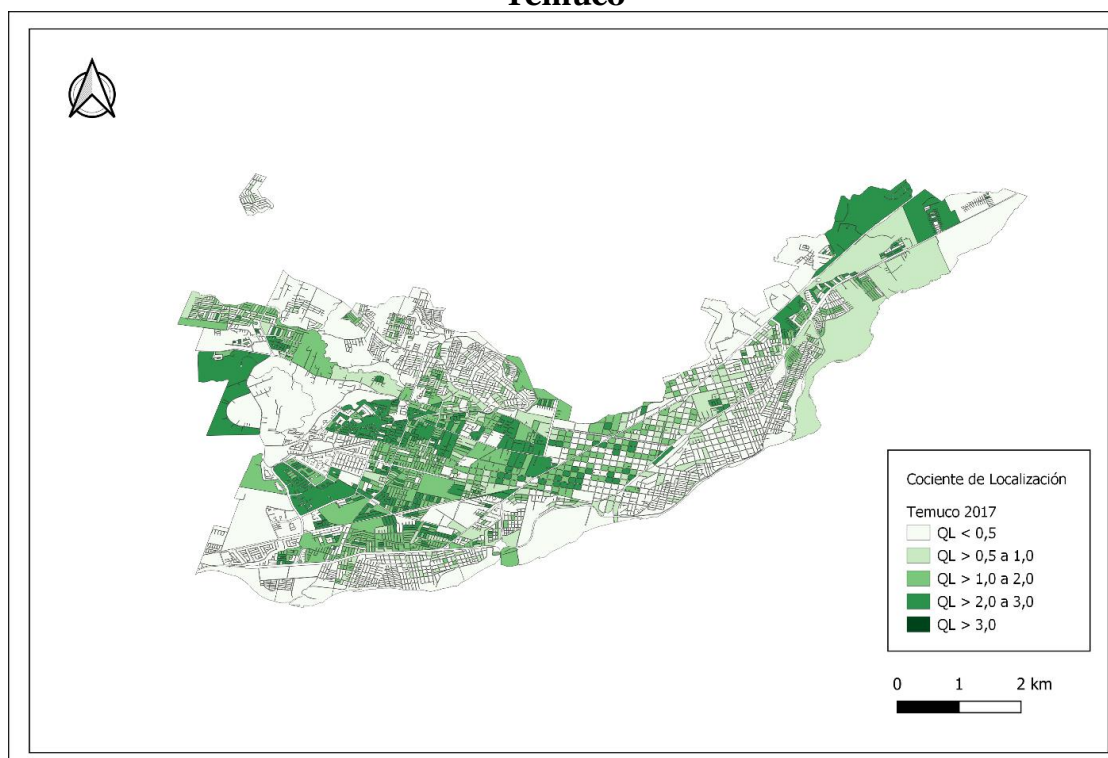 Temuco
Cociente de Localización
Temuco 2017
QL < 0,5
QL > 0,5 a 1,0
QL > 1,0 a 2,0
QL > 2,0 a 3,0
QL > 3,0
0 1 2 km